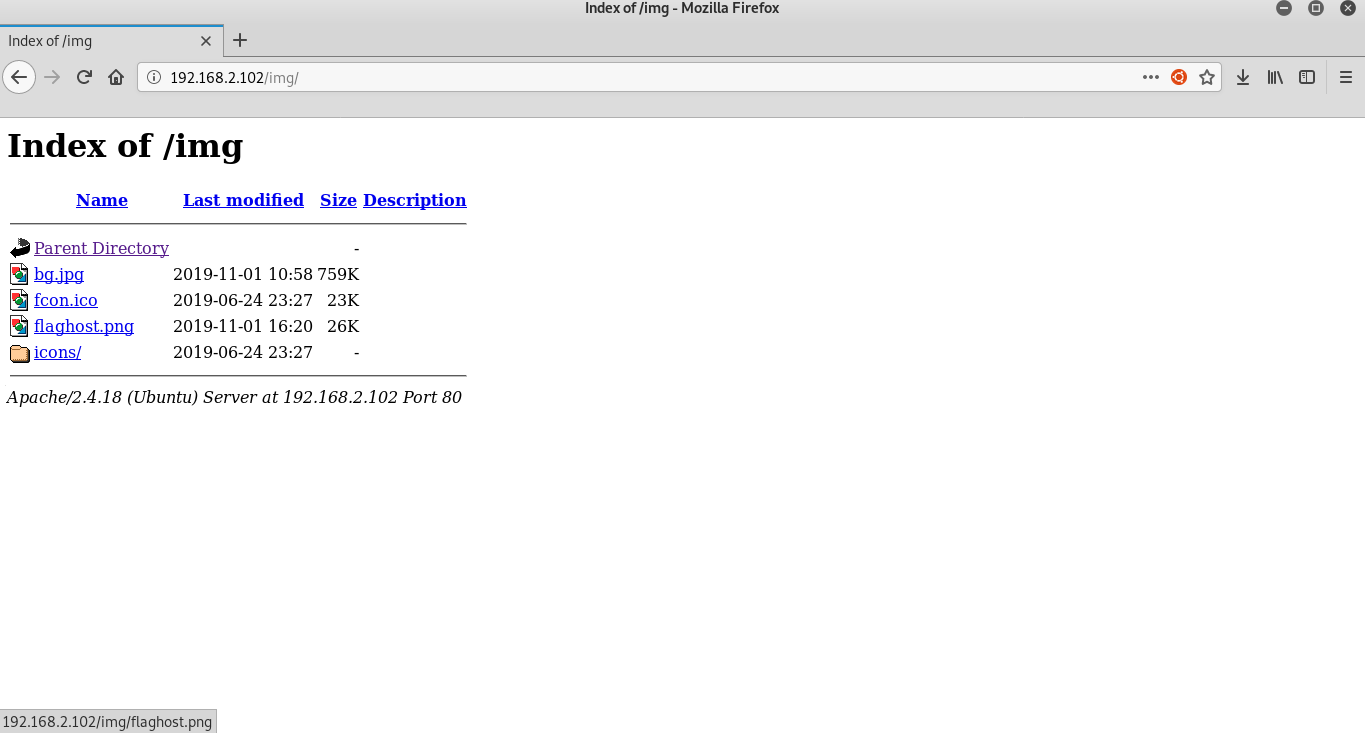 Index of /img - Mozilla Firefox
Index of /img
192.168.2.102/img/
Index of /img
Name Last modified Size Description
Parent Directory -
bg.jpg 2019-11-01 10:58 759K
fcon.ico 2019-06-24 23:27 23K
flaghost.png 2019-11-01 16:20 26K
icons/ 2019-06-24 23:27 -
Apache/2.4.18 (Ubuntu) Server at 192.168.2.102 Port 80
192.168.2.102/img/flaghost.png